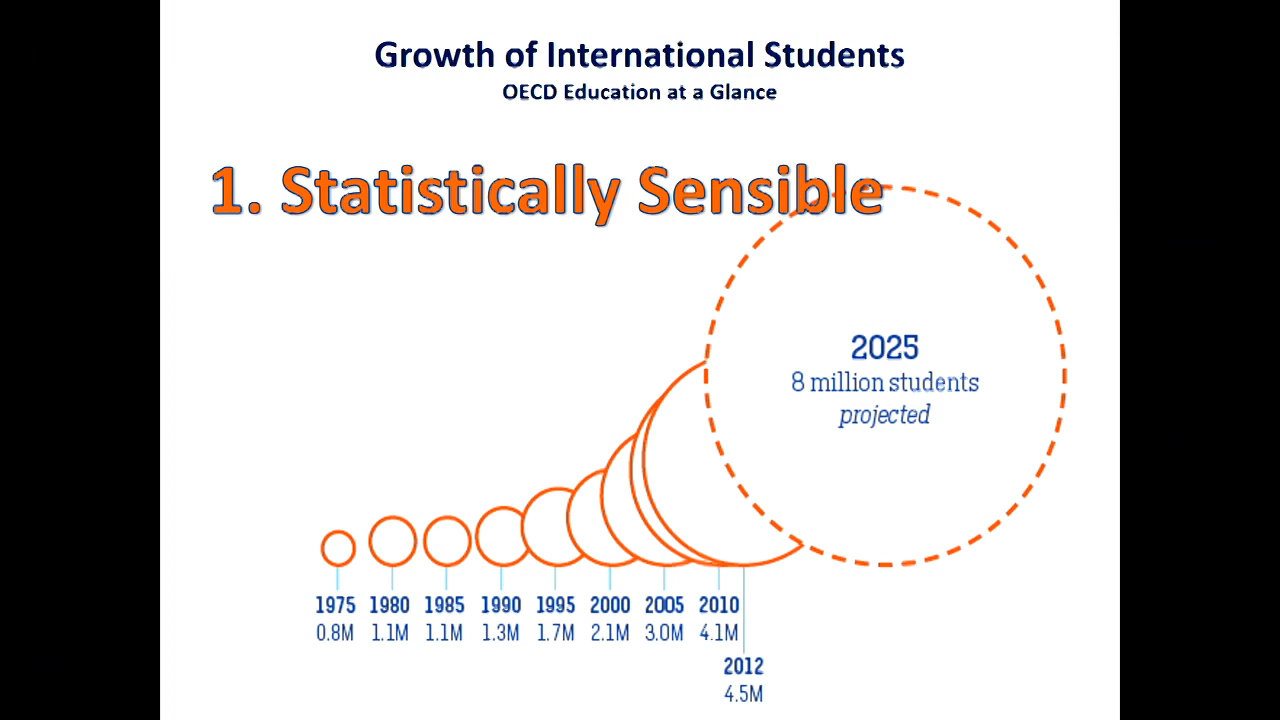 Growth of International Students
OECD Education at a Glance
1. Statistically Sensible
2025
8 million students
projected
1975 1980 1985 1990 1995 2000 2005 2010
0.8M 1.1M 1.1M 1.3M 1.7M 2.1M 3.0M 4.1M
2012
4.5M